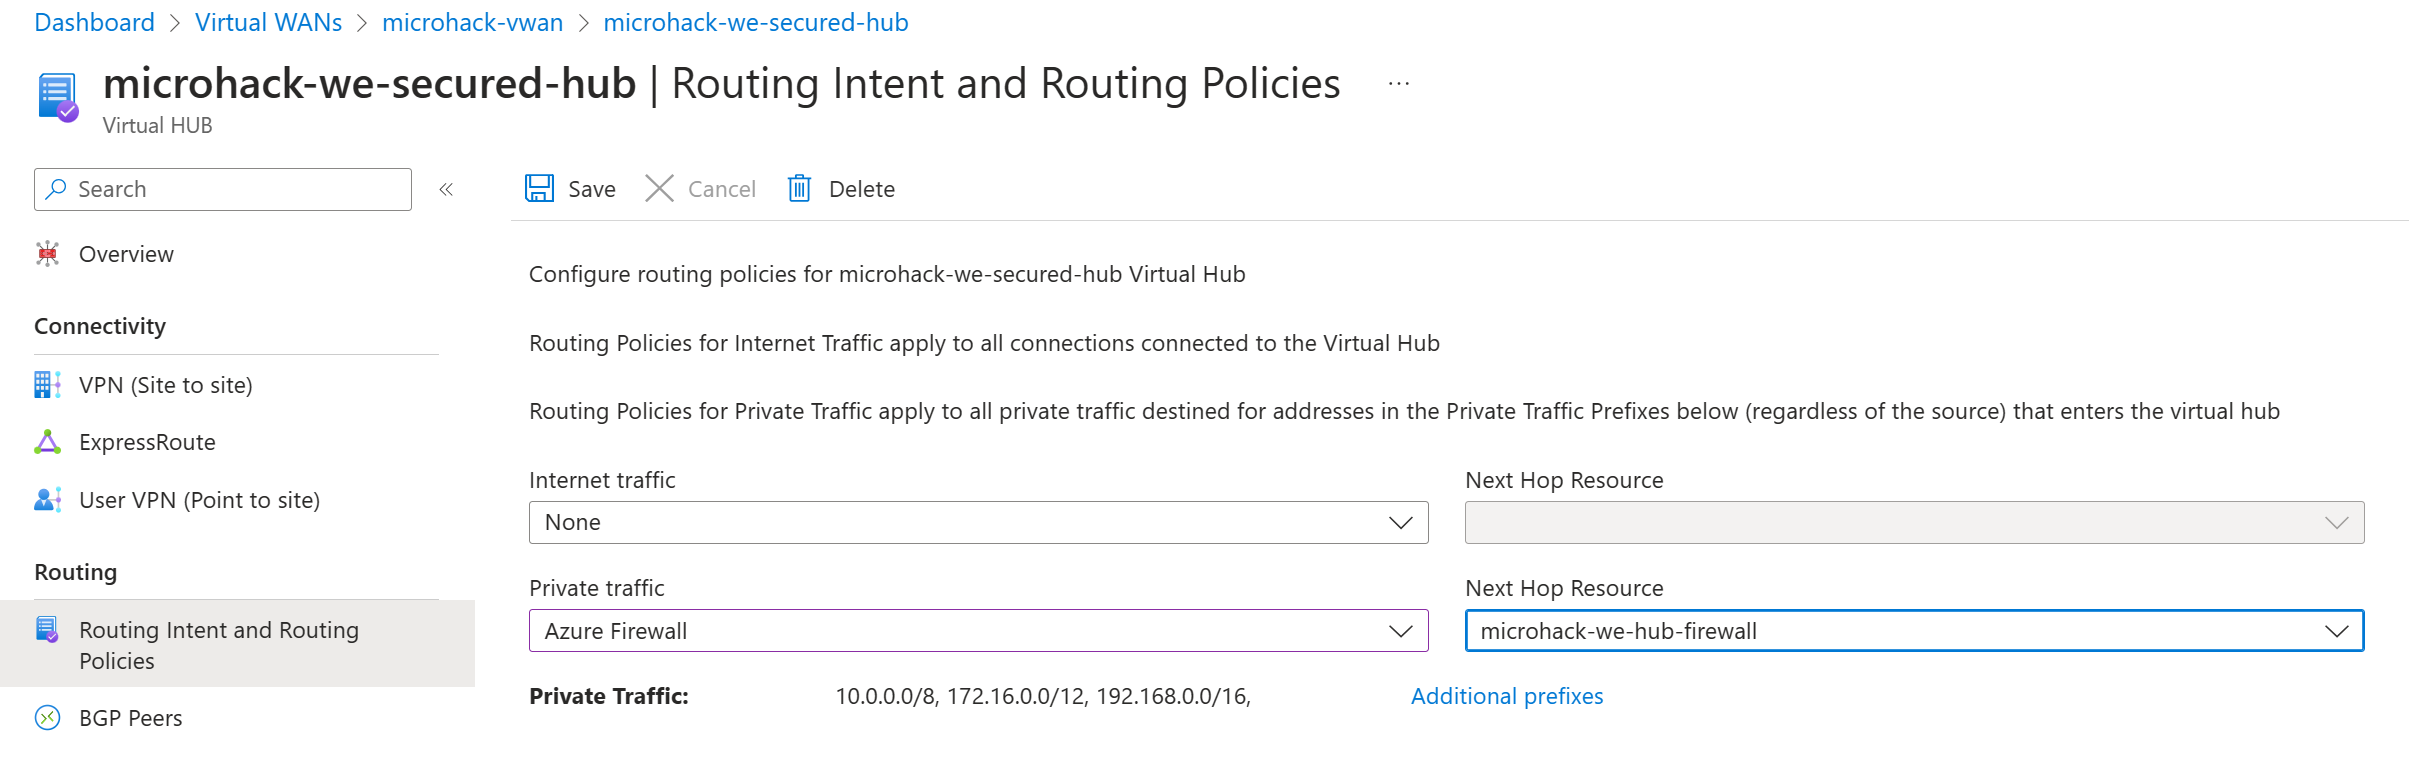 Dashboard > Virtual WANs > microhack-vwan > microhack-we-secured-hub
microhack-we-secured-hub | Routing Intent and Routing Policies ...
Virtual HUB
Search «
Save Cancel Delete
Overview
Connectivity
VPN (Site to site)
ExpressRoute
User VPN (Point to site)
Routing
Routing Intent and Routing
Policies
BGP Peers
Configure routing policies for microhack-we-secured-hub Virtual Hub
Routing Policies for Internet Traffic apply to all connections connected to the Virtual Hub
Routing Policies for Private Traffic apply to all private traffic destined for addresses in the Private Traffic Prefixes below (regardless of the source) that enters the virtual hub
Internet traffic Next Hop Resource
None
Private traffic Next Hop Resource
Azure Firewall microhack-we-hub-firewall
Private Traffic: 10.0.0.0/8, 172.16.0.0/12, 192.168.0.0/16, Additional prefixes